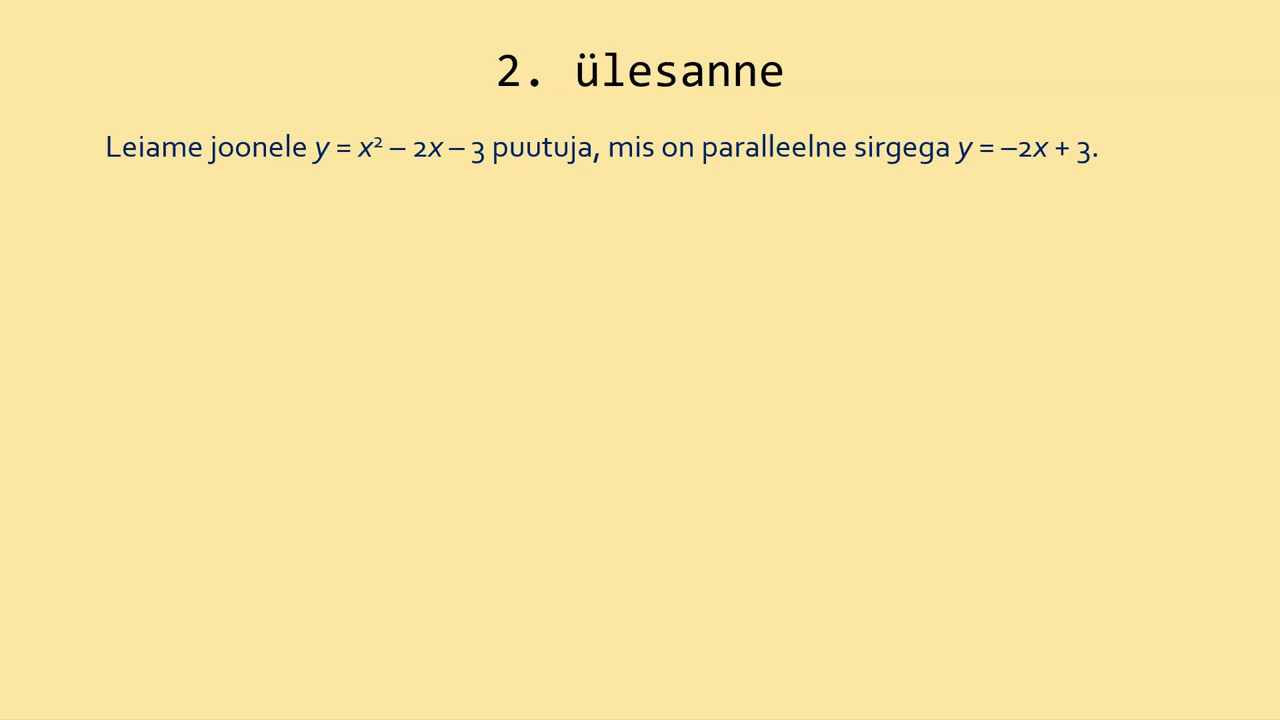 2. ülesanne
Leiame joonele y = x² – 2x – 3 puutuja, mis on paralleelne sirgega y = –2x + 3.